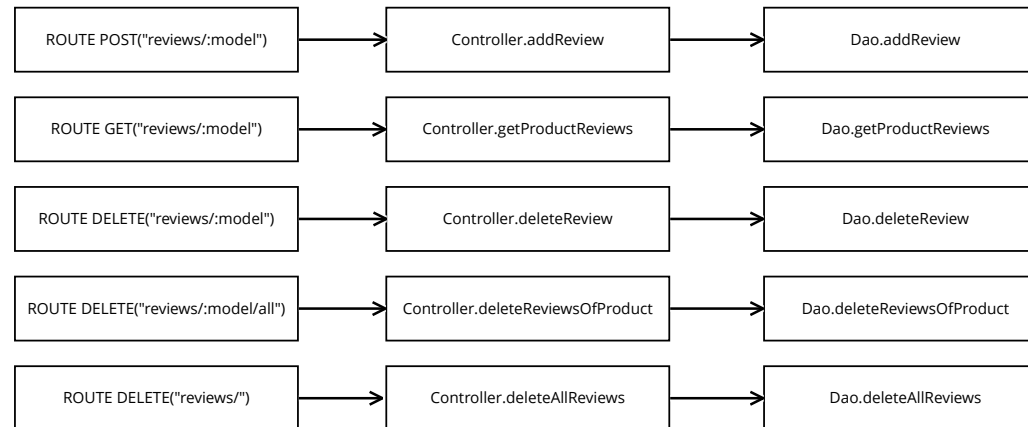 ROUTE POST("reviews/:model")
Controller.addReview
Dao.addReview
ROUTE GET("reviews/:model")
Controller.getProductReviews
Dao.getProductReviews
ROUTE DELETE("reviews/:model")
Controller.deleteReview
Dao.deleteReview
ROUTE DELETE("reviews/:model/all")
Controller.deleteReviewsOfProduct
Dao.deleteReviewsOfProduct
ROUTE DELETE("reviews/")
Controller.deleteAllReviews
Dao.deleteAllReviews